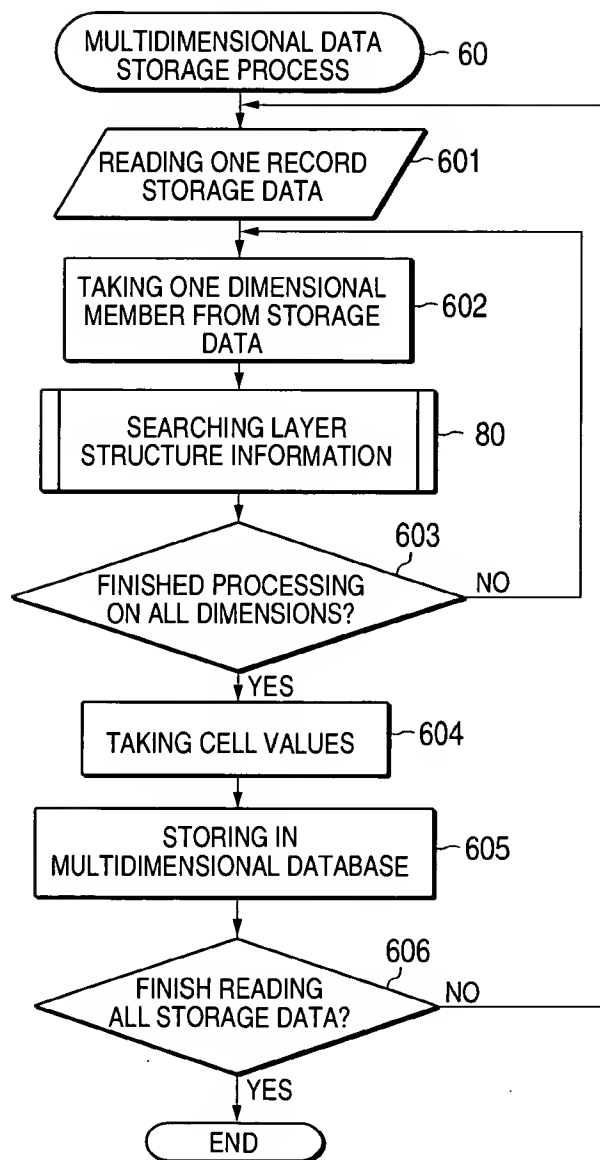 MULTIDIMENSIONAL DATA
STORAGE PROCESS
60
READING ONE RECORD
STORAGE DATA
601
TAKING ONE DIMENSIONAL
MEMBER FROM STORAGE
DATA
602
SEARCHING LAYER
STRUCTURE INFORMATION
80
603
FINISHED PROCESSING
ON ALL DIMENSIONS?
NO
YES
TAKING CELL VALUES
604
STORING IN
MULTIDIMENSIONAL DATABASE
605
606
FINISH READING
ALL STORAGE DATA?
NO
YES
END